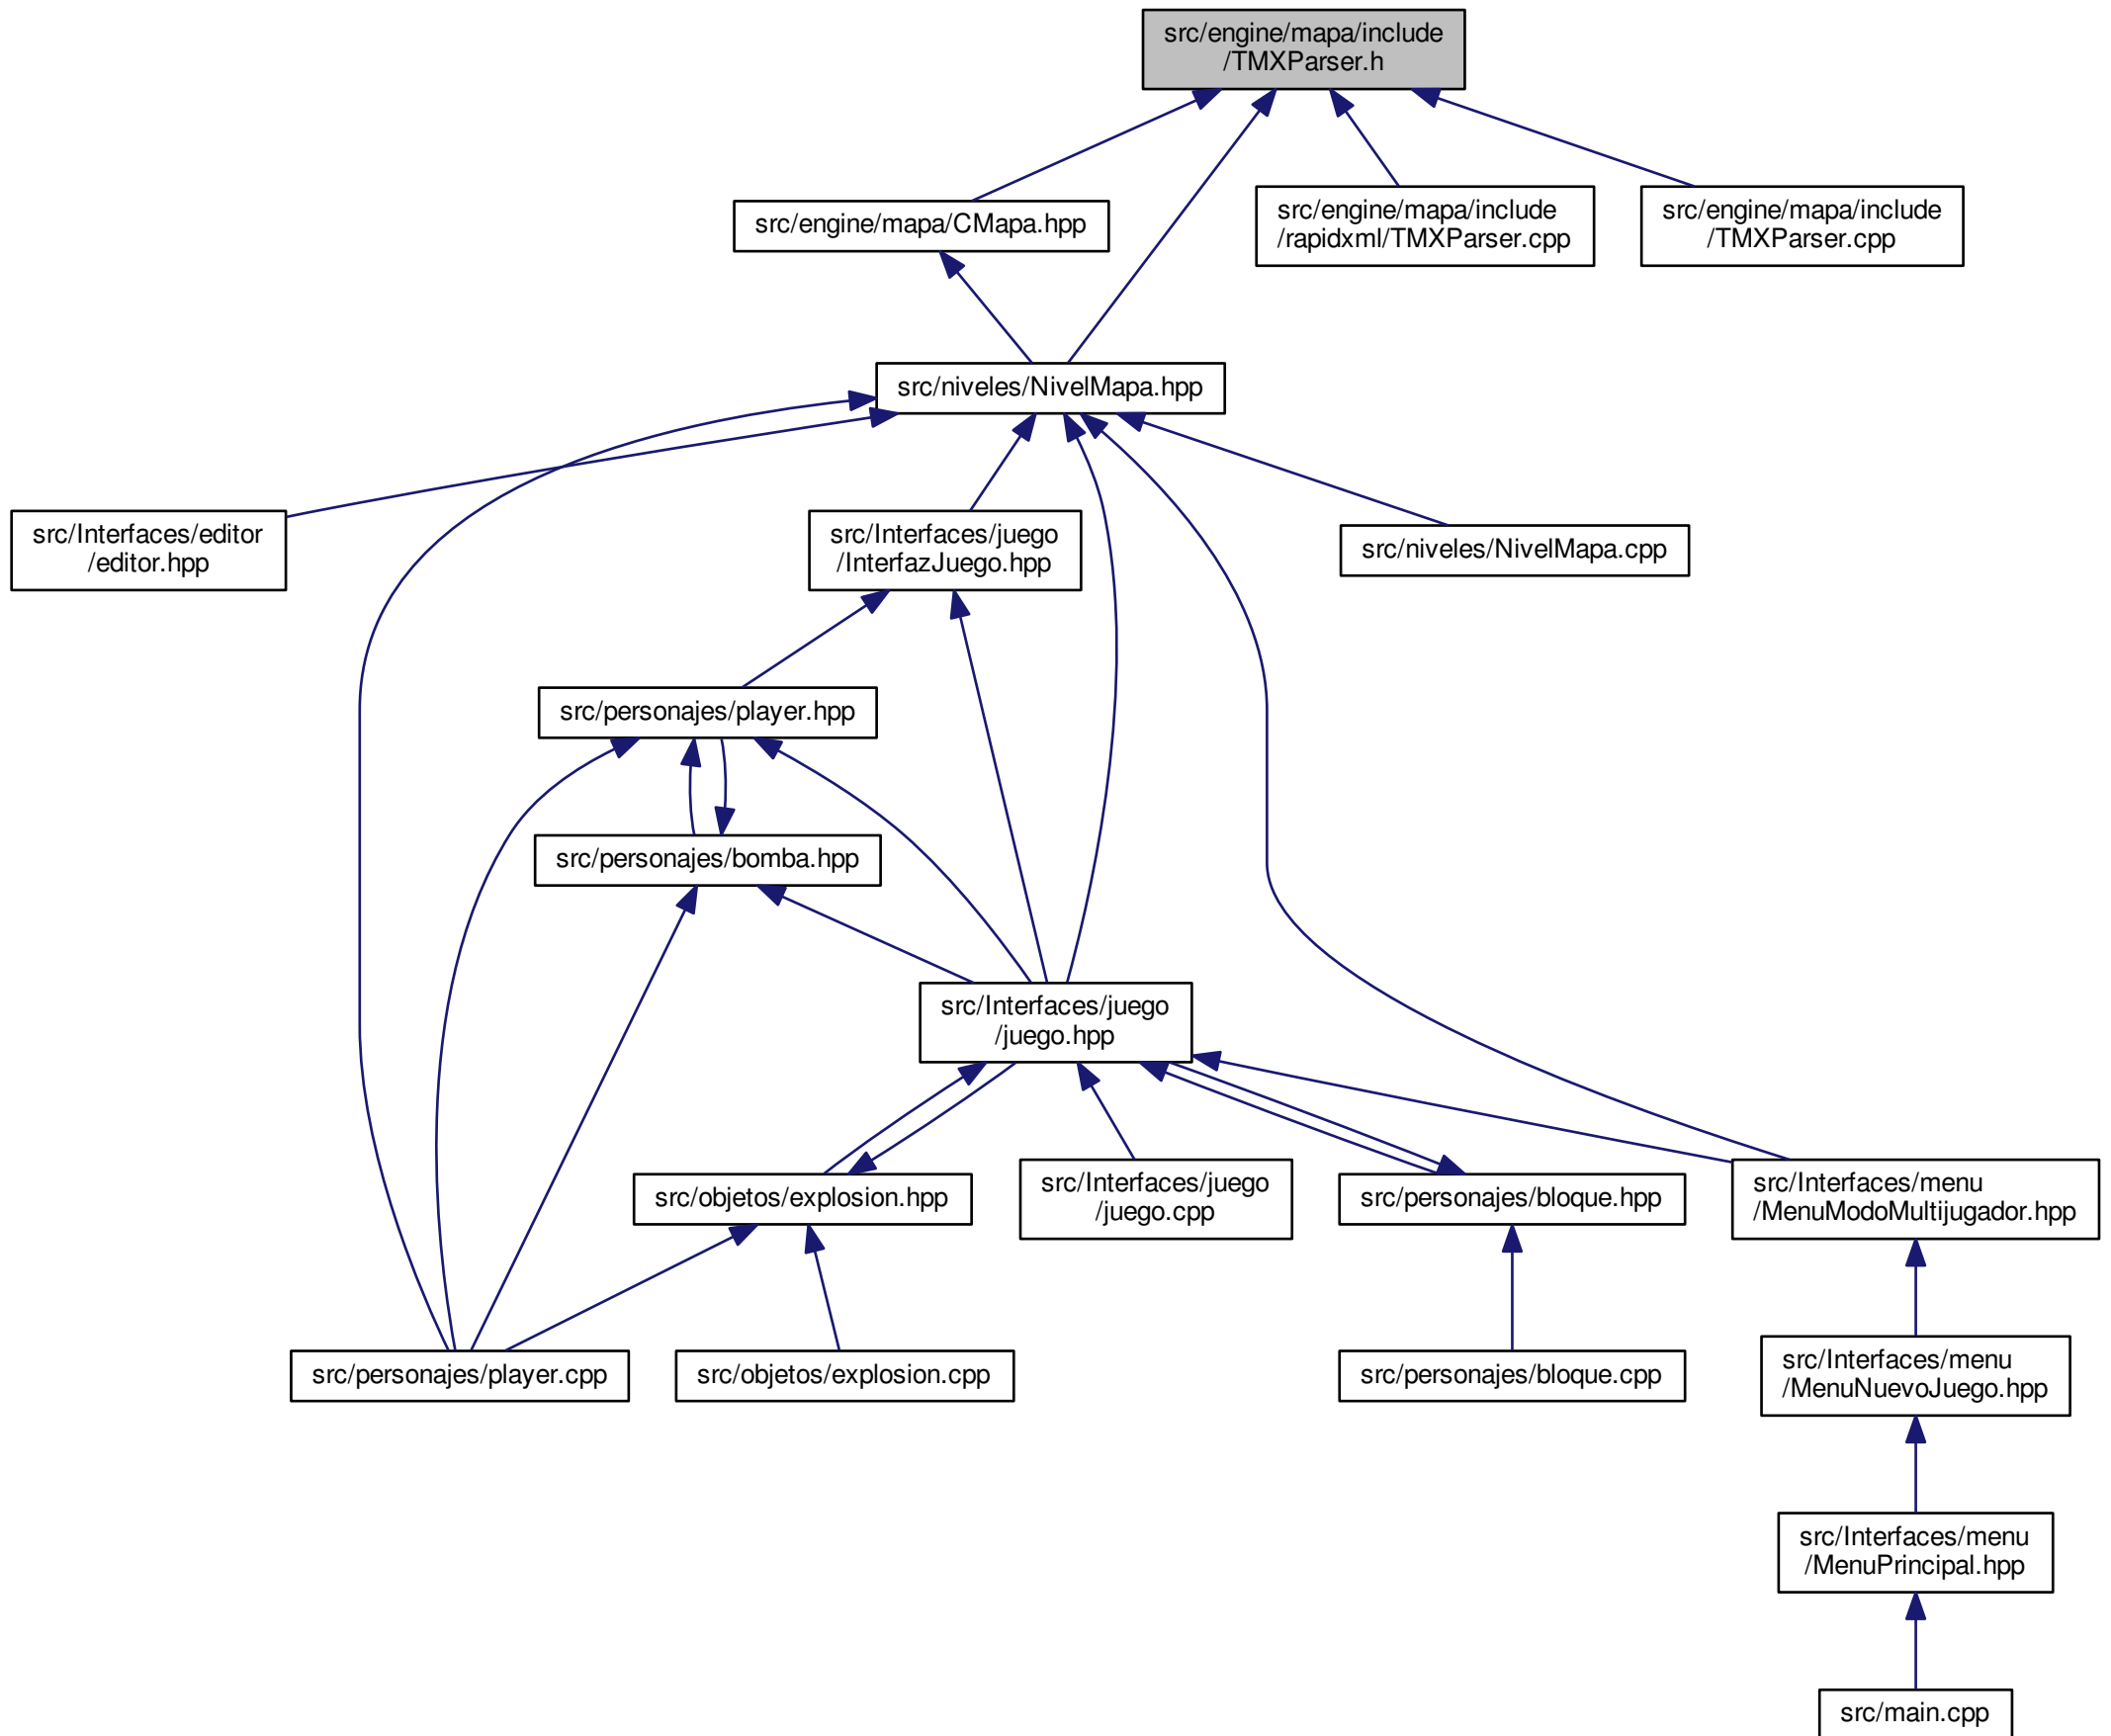 src/engine/mapa/include
/TMXParser.h
src/engine/mapa/CMapa.hpp
src/engine/mapa/include
/rapidxml/TMXParser.cpp
src/engine/mapa/include
/TMXParser.cpp
src/niveles/NivelMapa.hpp
src/Interfaces/editor
/editor.hpp
src/Interfaces/juego
/InterfazJuego.hpp
src/niveles/NivelMapa.cpp
src/personajes/player.hpp
src/personajes/bomba.hpp
src/Interfaces/juego
/juego.hpp
src/objetos/explosion.hpp
src/Interfaces/juego
/juego.cpp
src/personajes/bloque.hpp
src/Interfaces/menu
/MenuModoMultijugador.hpp
src/personajes/player.cpp
src/objetos/explosion.cpp
src/personajes/bloque.cpp
src/Interfaces/menu
/MenuNuevoJuego.hpp
src/Interfaces/menu
/MenuPrincipal.hpp
src/main.cpp